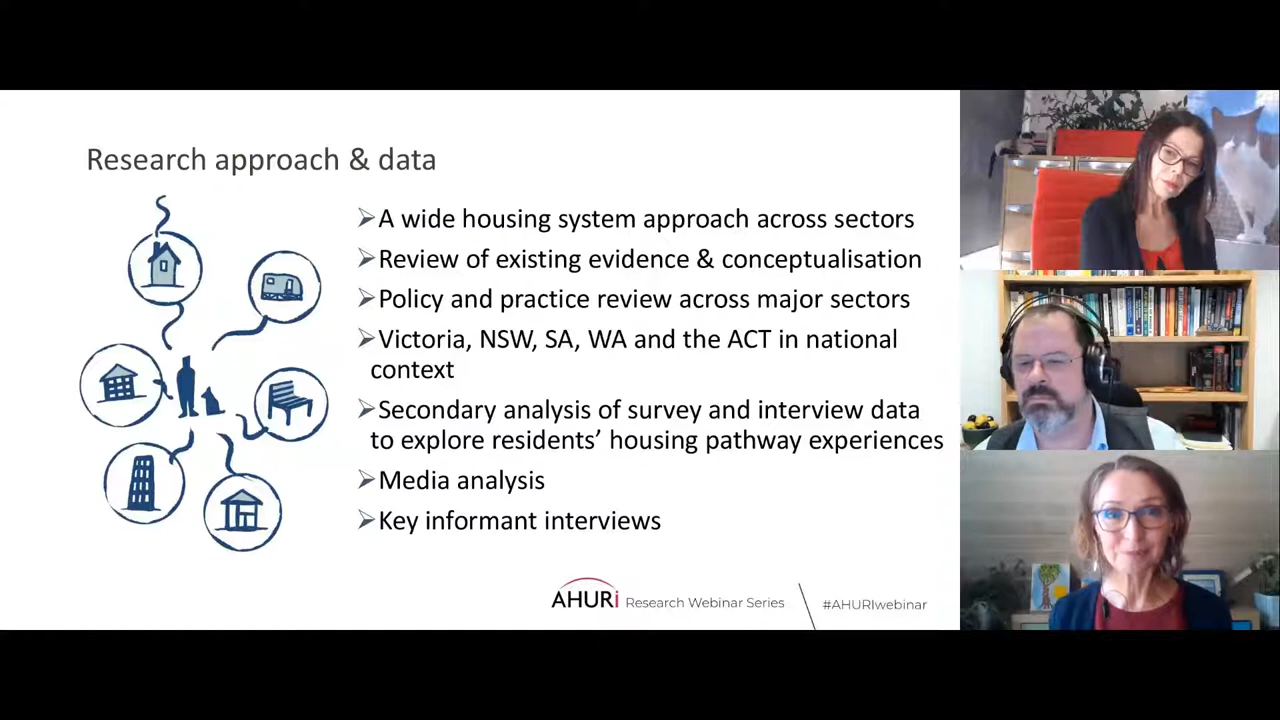 Research approach & data
➢A wide housing system approach across sectors
➢Review of existing evidence & conceptualisation
➢Policy and practice review across major sectors
➢Victoria, NSW, SA, WA and the ACT in national
context
➢Secondary analysis of survey and interview data
to explore residents’ housing pathway experiences
➢Media analysis
➢Key informant interviews
AHURi Research Webinar Series
#AHURIwebinar